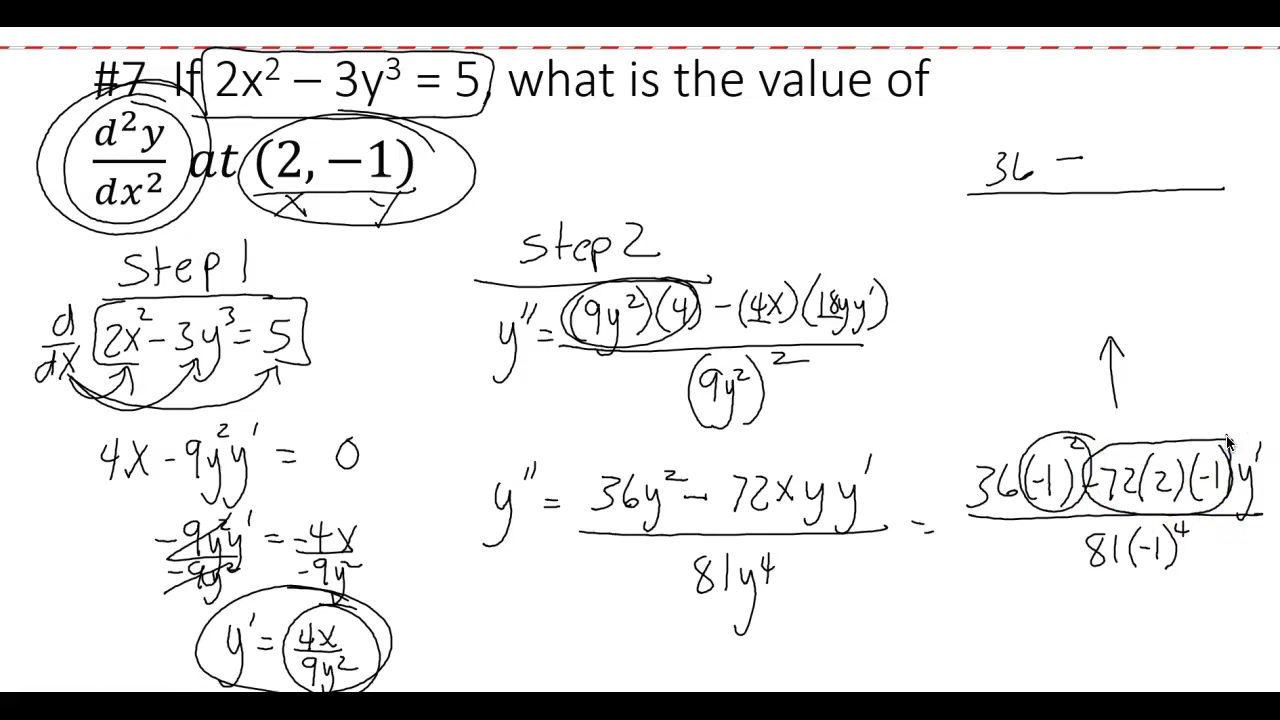 #7 If 2x² − 3y³ = 5, what is the value of
d²y/dx² at (2, −1)
x y
36 −
Step 1
d/dx 2x² − 3y³ = 5
4x − 9y²y' = 0
−9y²y'/−9y² = −4x/−9y²
y' = 4x/9y²
Step 2
y'' = (9y²)(4) − (4x)(18yy') / (9y²)²
y'' = 36y² − 72xyy' / 81y⁴ = 36(−1)² − 72(2)(−1)y' / 81(−1)⁴